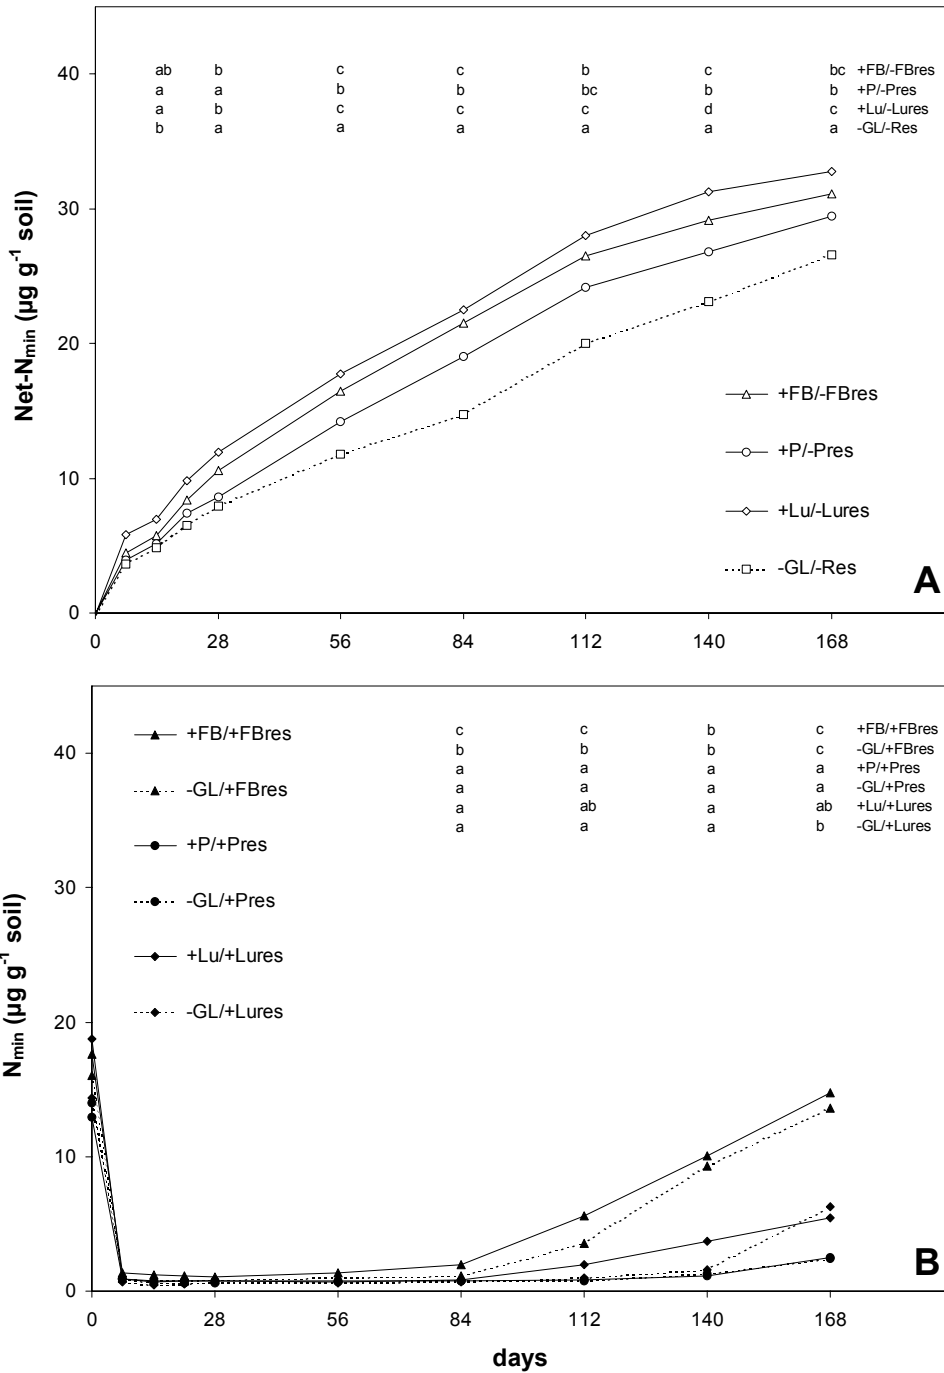 40
ab b c c b c bc +FB/-FBres
a a b b bc b b +P/-Pres
a b c c c d c +Lu/-Lures
b a a a a a a -GL/-Res
30
20
10
0
Net-Nmin (µg g-1 soil)
+FB/-FBres
+P/-Pres
+Lu/-Lures
-GL/-Res
A
0 28 56 84 112 140 168
+FB/+FBres
-GL/+FBres
+P/+Pres
-GL/+Pres
+Lu/+Lures
-GL/+Lures
c c b c +FB/+FBres
b b b c -GL/+FBres
a a a a +P/+Pres
a a a a -GL/+Pres
a ab a ab +Lu/+Lures
a a a b -GL/+Lures
40
30
20
10
0
Nmin (µg g-1 soil)
B
0 28 56 84 112 140 168
days